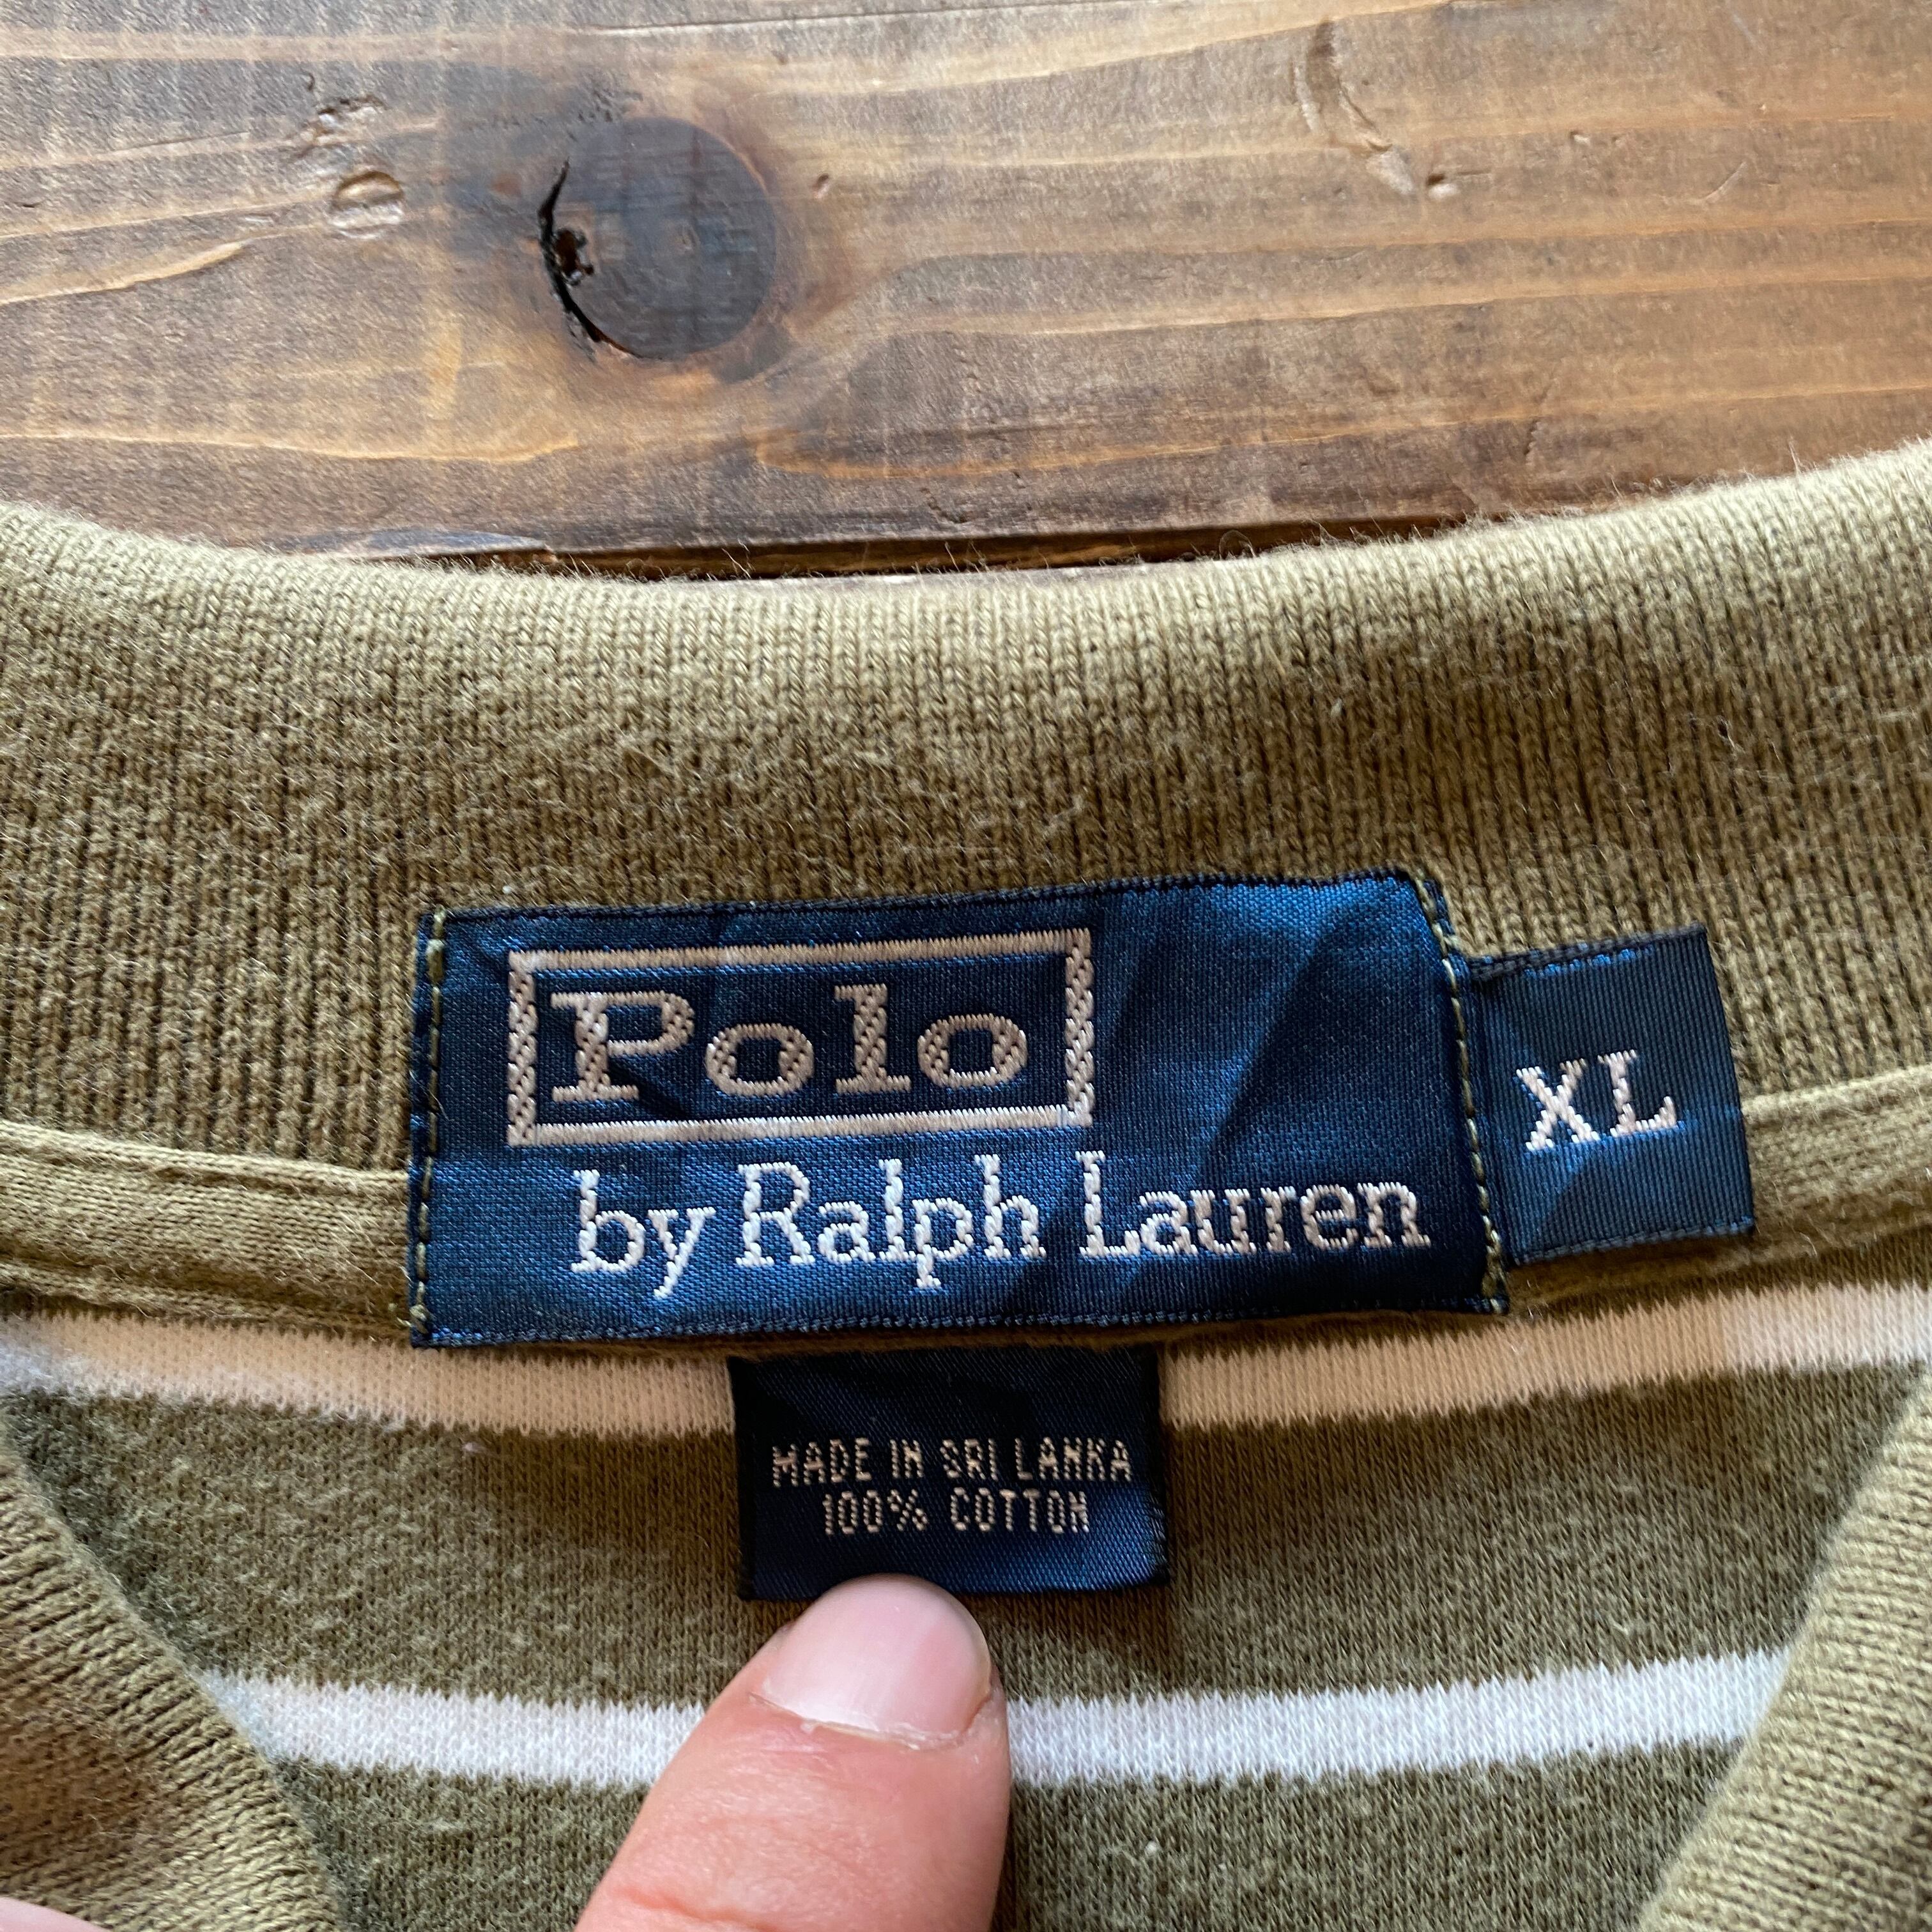 Polo
by Ralph Lauren
XL
MADE IN SRI LANKA
100% COTTON